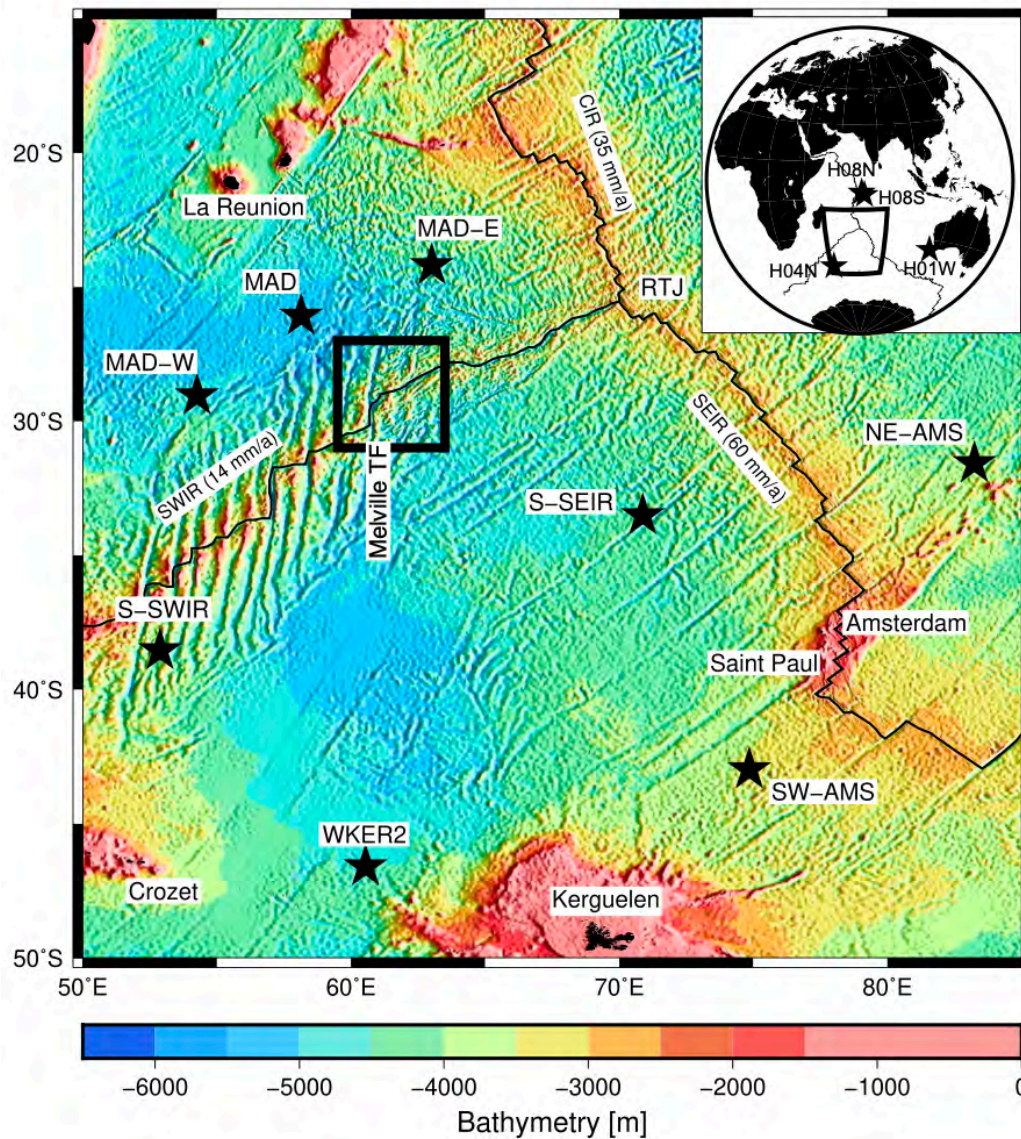 20°S
30°S
40°S
50°S
50°E
60°E
70°E
80°E
La Reunion
MAD-E
MAD
MAD-W
CIR (35 mm/a)
RTJ
SWIR (14 mm/a)
Melville TF
SEIR (60 mm/a)
NE-AMS
S-SEIR
S-SWIR
Amsterdam
Saint Paul
SW-AMS
WKER2
Crozet
Kerguelen
H08N
H08S
H04N
H01W
-6000
-5000
-4000
-3000
-2000
-1000
0
Bathymetry [m]